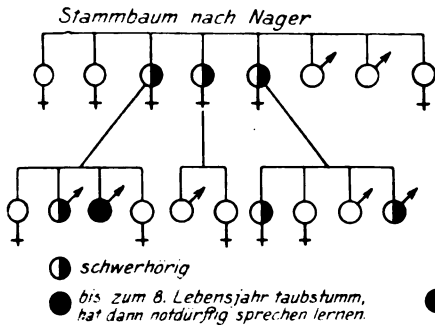 Stammbaum nach Nager
schwerhörig
bis zum 8. Lebensjahr taubstumm,
hat dann notdürftig sprechen lernen.